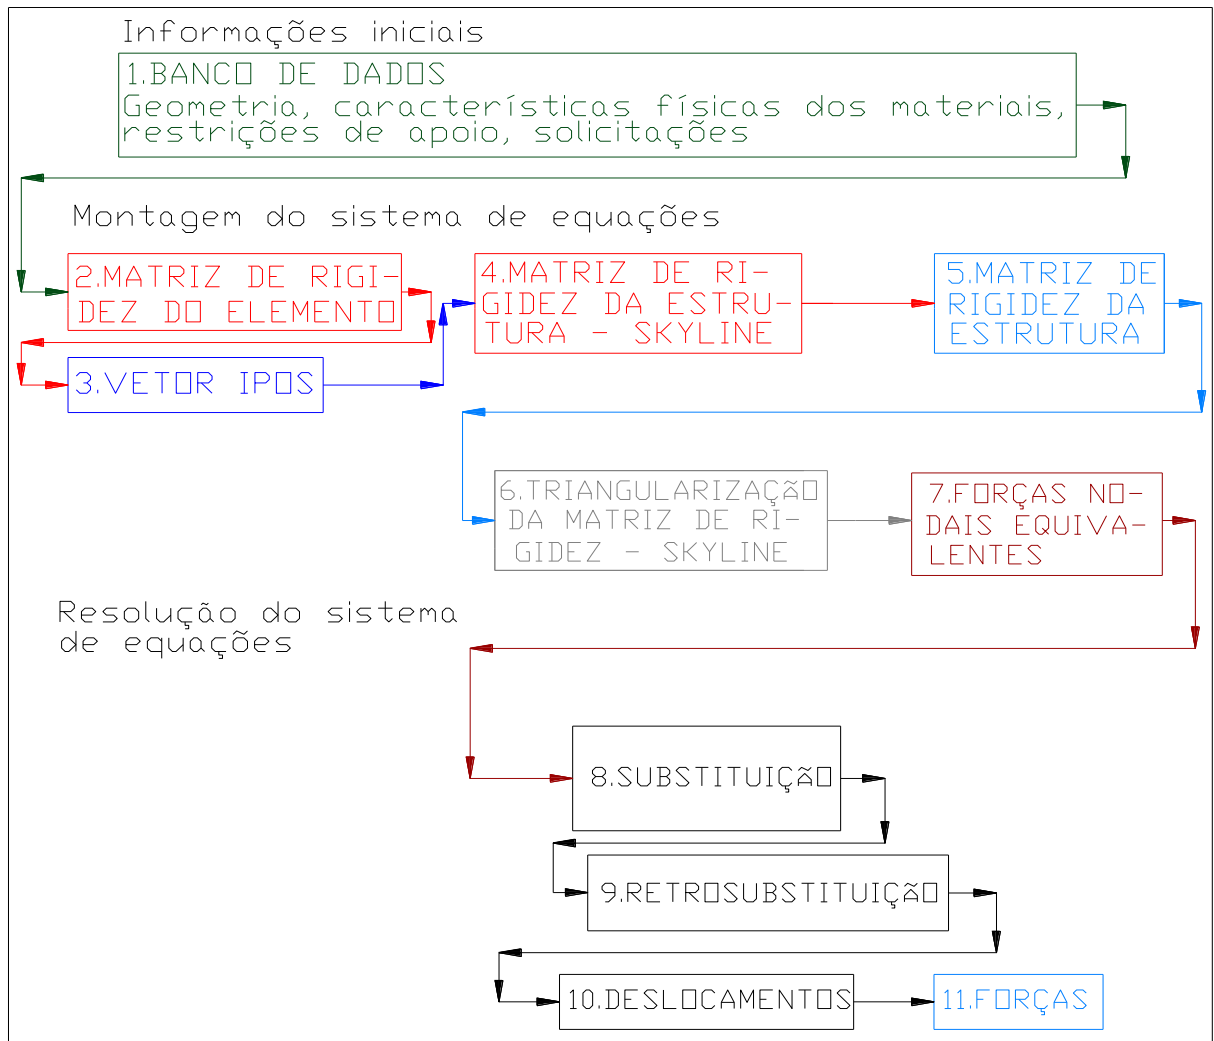 Informações iniciais
1.BANCO DE DADOS
Geometria, características físicas dos materiais,
restrições de apoio, solicitações
Montagem do sistema de equações
2.MATRIZ DE RIGI-
DEZ DO ELEMENTO
3.VETOR IPOS
4.MATRIZ DE RI-
GIDEZ DA ESTRU-
TURA - SKYLINE
5.MATRIZ DE
RIGIDEZ DA
ESTRUTURA
6.TRIANGULARIZAÇÃO
DA MATRIZ DE RI-
GIDEZ - SKYLINE
7.FORÇAS NO-
DAIS EQUIVA-
LENTES
Resolução do sistema
de equações
8.SUBSTITUIÇÃO
9.RETROSUBSTITUIÇÃO
10.DESLOCAMENTOS
11.FORÇAS